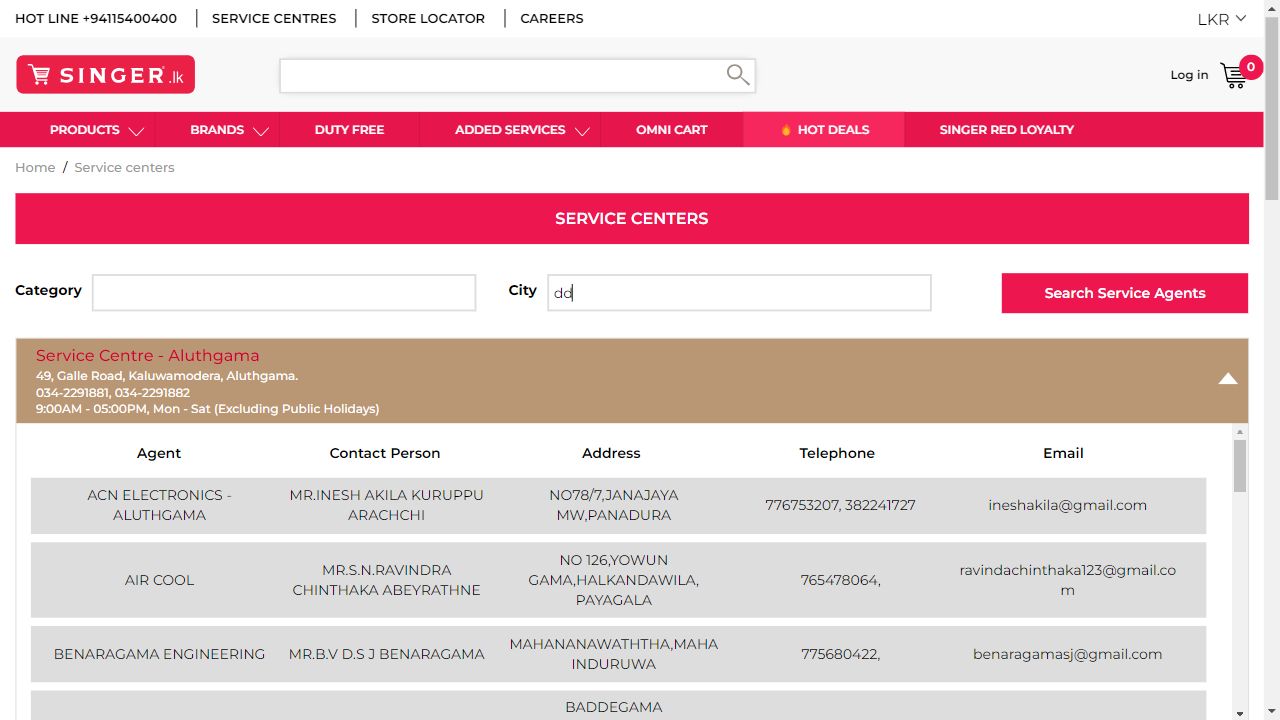 HOT LINE +94115400400
SERVICE CENTRES
STORE LOCATOR
CAREERS
LKR
SINGER.lk
Log in
0
PRODUCTS
BRANDS
DUTY FREE
ADDED SERVICES
OMNI CART
HOT DEALS
SINGER RED LOYALTY
Home / Service centers
SERVICE CENTERS
Category
City
dd
Search Service Agents
Service Centre - Aluthgama
49, Galle Road, Kaluwamodera, Aluthgama.
034-2291881, 034-2291882
9:00AM - 05:00PM, Mon - Sat (Excluding Public Holidays)
Agent
Contact Person
Address
Telephone
Email
ACN ELECTRONICS -
ALUTHGAMA
MR.INESH AKILA KURUPPU
ARACHCHI
NO78/7,JANAJAYA
MW,PANADURA
776753207, 382241727
ineshakila@gmail.com
AIR COOL
MR.S.N.RAVINDRA
CHINTHAKA ABEYRATHNE
NO 126,YOWUN
GAMA,HALKANDAWILA,
PAYAGALA
765478064,
ravindachinthaka123@gmail.co
m
BENARAGAMA ENGINEERING
MR.B.V D.S J BENARAGAMA
MAHANANAWATHTHA,MAHA
INDURUWA
775680422,
benaragamasj@gmail.com
BADDEGAMA